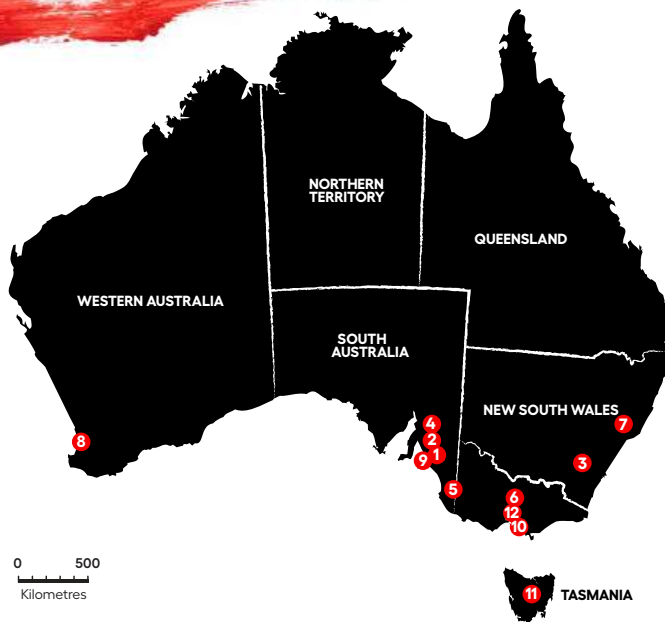 NORTHERN
TERRITORY
QUEENSLAND
WESTERN AUSTRALIA
SOUTH
AUSTRALIA
NEW SOUTH WALES
7
4
8
2
1
9
3
5
6
12
10
0 500
Kilometres
11
TASMANIA